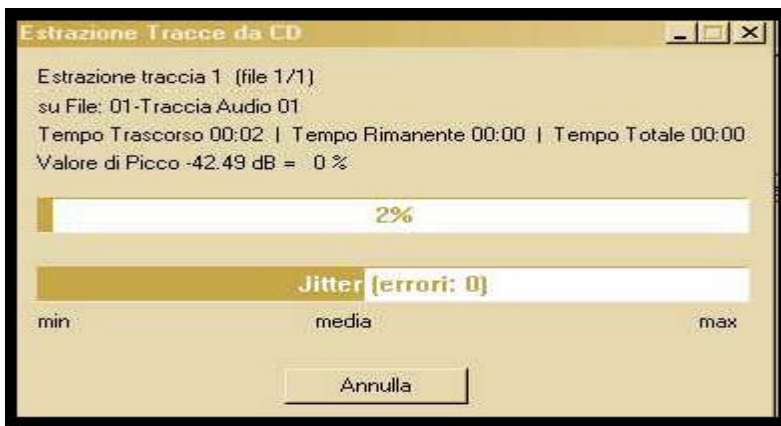 Estrazione Tracce da CD
Estrazione traccia 1 (file 1/1)
su File: 01-Traccia Audio 01
Tempo Trascorso 00:02 | Tempo Rimanente 00:00 | Tempo Totale 00:00
Valore di Picco -42.49 dB = 0 %
2%
Jitter (errori: 0)
min media max
Annulla